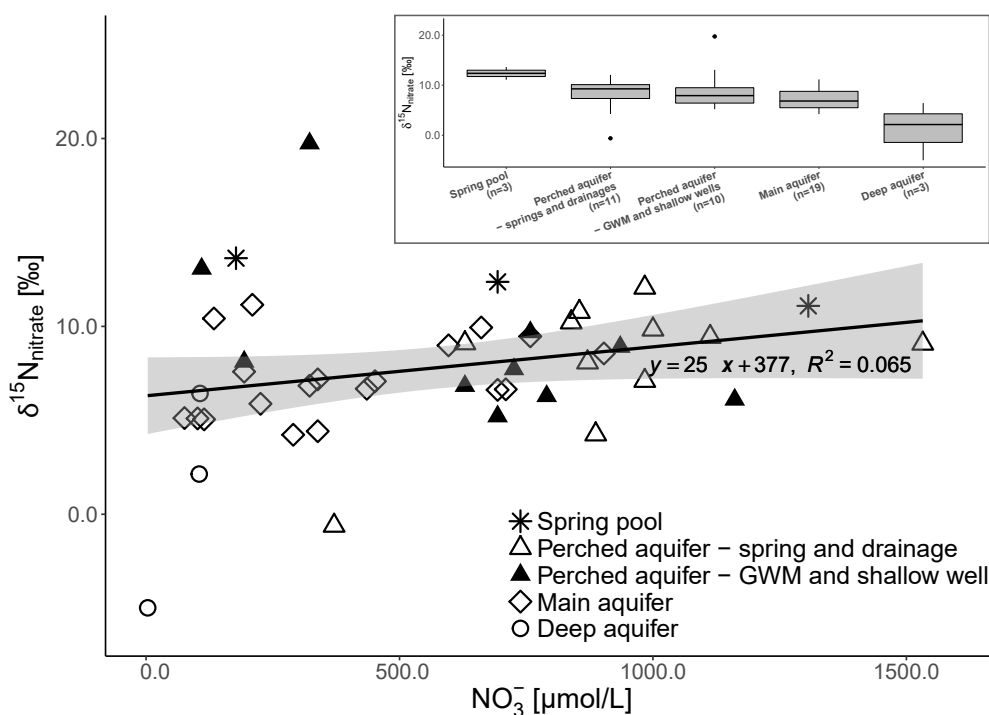 20.0
10.0
0.0
δ¹⁵Nnitrate [‰]
Spring pool
(n=3)
Perched aquifer
− springs and drainages
(n=11)
Perched aquifer
− GWM and shallow wells
(n=10)
Main aquifer
(n=19)
Deep aquifer
(n=3)
20.0
10.0
0.0
δ¹⁵Nnitrate [‰]
y = 25 x + 377, R² = 0.065
Spring pool
Perched aquifer − spring and drainage
Perched aquifer − GWM and shallow well
Main aquifer
Deep aquifer
0.0 500.0 1000.0 1500.0
NO₃⁻ [µmol/L]